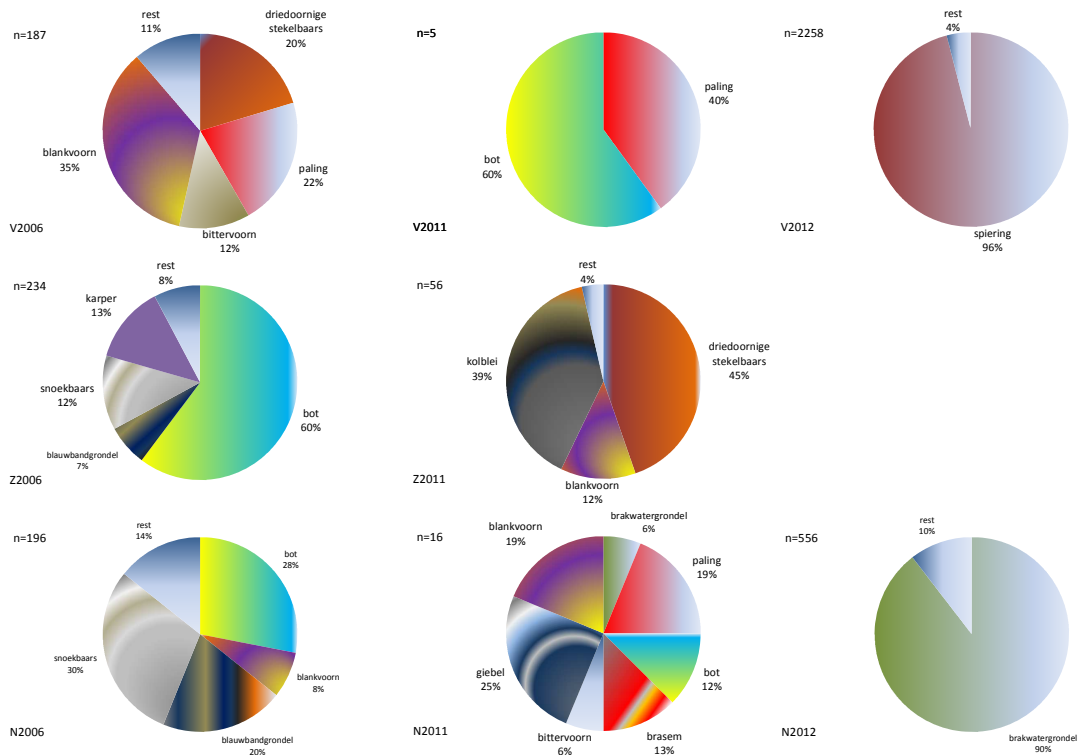 n=187
rest
11%
driedoornige
stekelbaars
20%
paling
22%
bittervoorn
12%
blankvoorn
35%
V2006
n=5
paling
40%
bot
60%
V2011
n=2258
rest
4%
spiering
96%
V2012
n=234
rest
8%
karper
13%
snoekbaars
12%
blauwbandgrondel
7%
bot
60%
Z2006
n=56
rest
4%
kolblei
39%
driedoornige
stekelbaars
45%
blankvoorn
12%
Z2011
n=196
rest
14%
bot
28%
snoekbaars
30%
blankvoorn
8%
blauwbandgrondel
20%
N2006
n=16
blankvoorn
19%
brakwatergrondel
6%
paling
19%
giebel
25%
bot
12%
bittervoorn
6%
brasem
13%
N2011
n=556
rest
10%
brakwatergrondel
90%
N2012